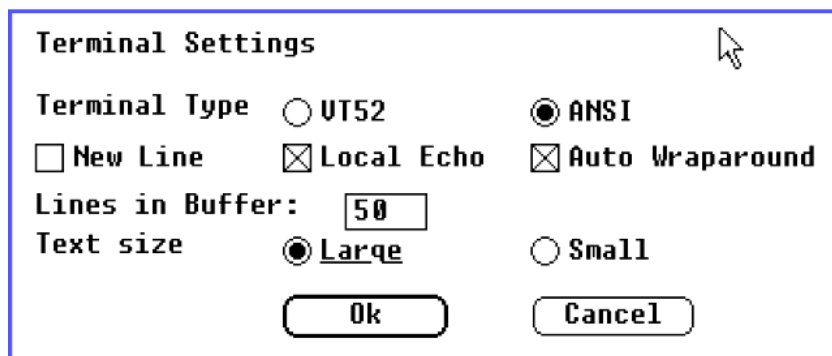 Terminal Settings
Terminal Type VT52 ANSI
New Line Local Echo Auto Wraparound
Lines in Buffer: 50
Text size Large Small
Ok Cancel